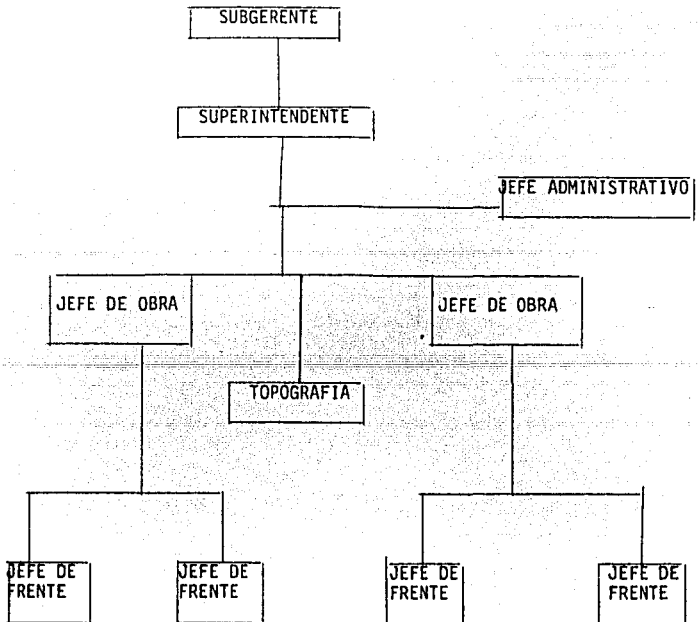 SUBGERENTE
SUPERINTENDENTE
JEFE ADMINISTRATIVO
JEFE DE OBRA
JEFE DE OBRA
TOPOGRAFIA
JEFE DE
FRENTE
JEFE DE
FRENTE
JEFE DE
FRENTE
JEFE DE
FRENTE